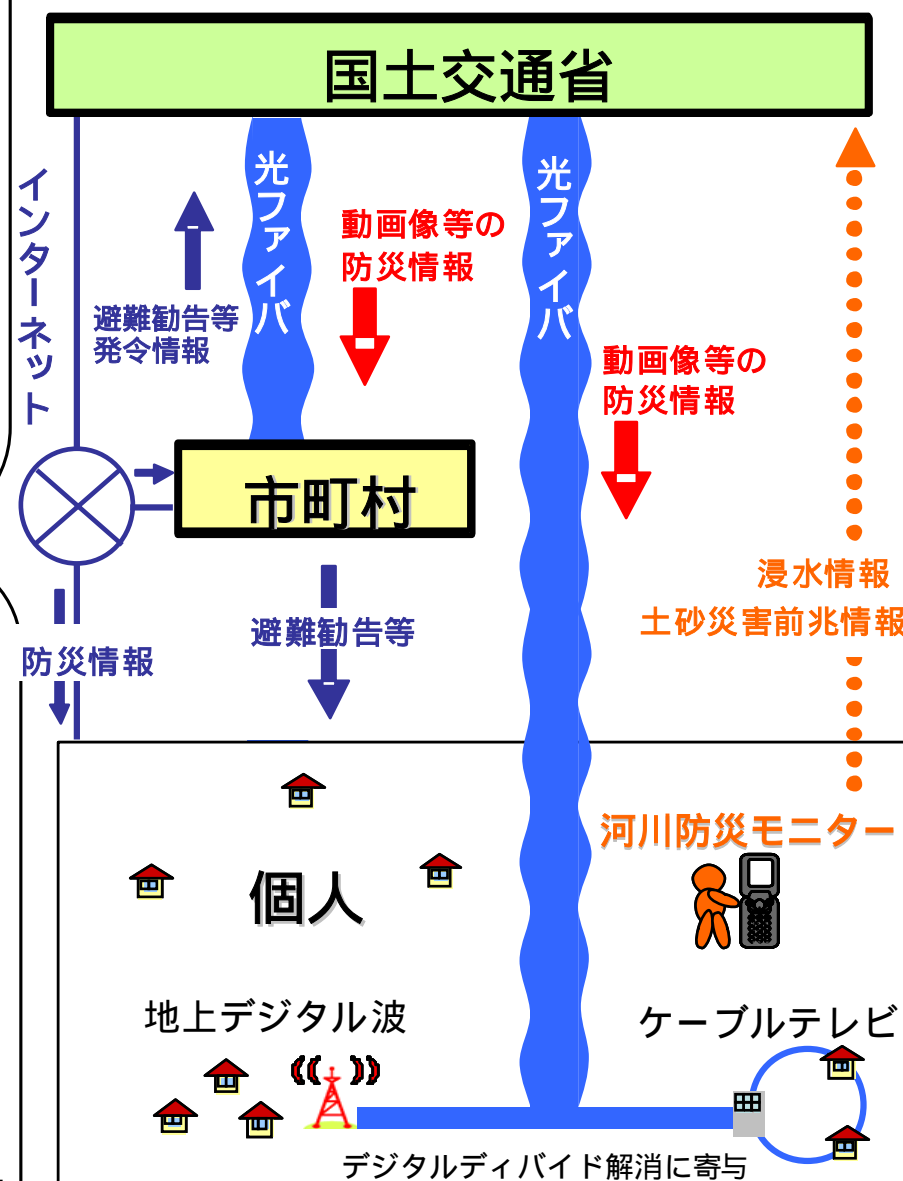 国土交通省
インターネット
光ファイバ
光ファイバ
動画像等の
防災情報
避難勧告等
発令情報
動画像等の
防災情報
市町村
浸水情報
土砂災害前兆情報
避難勧告等
防災情報
河川防災モニター
個人
地上デジタル波
ケーブルテレビ
デジタルディバイド解消に寄与